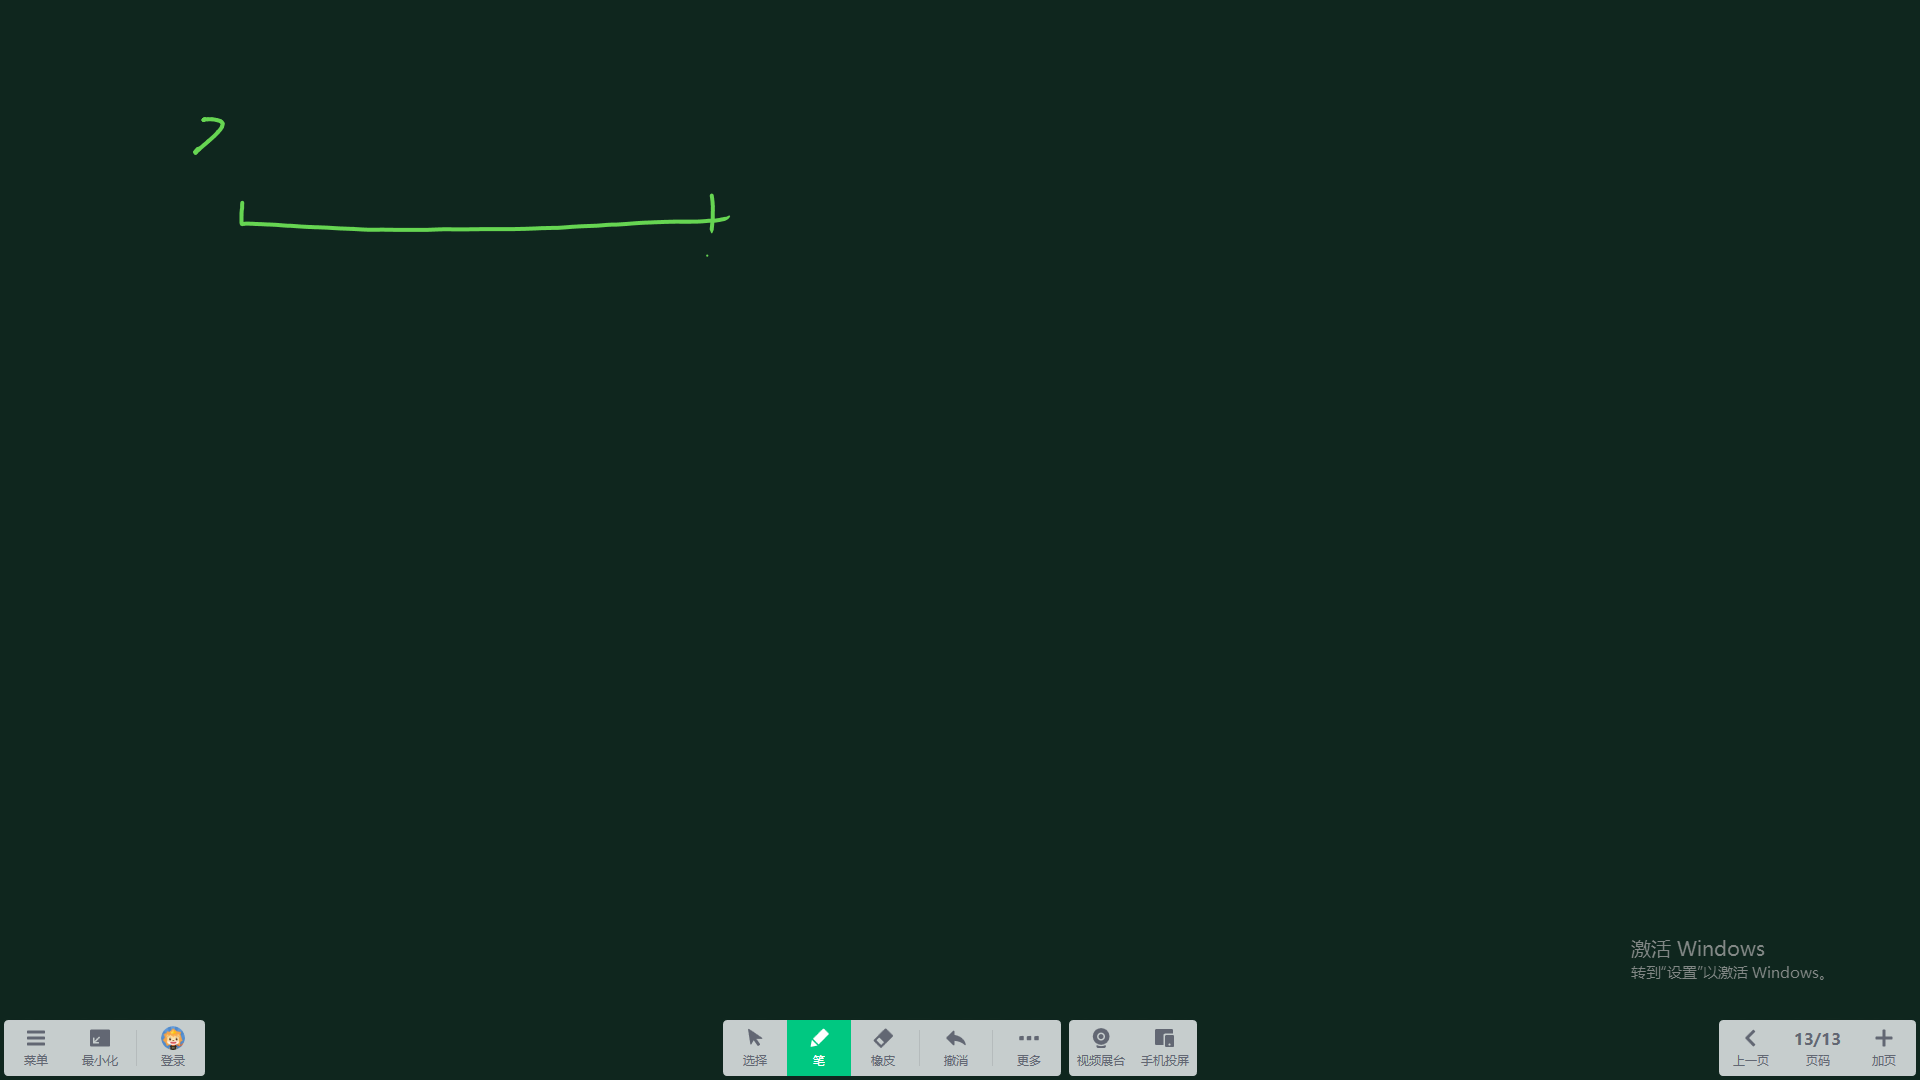 激活 Windows
转到“设置”以激活 Windows。
菜单 最小化 登录 选择 笔 橡皮 撤消 更多 视频展台 手机投屏 上一页 13/13 页码 加页